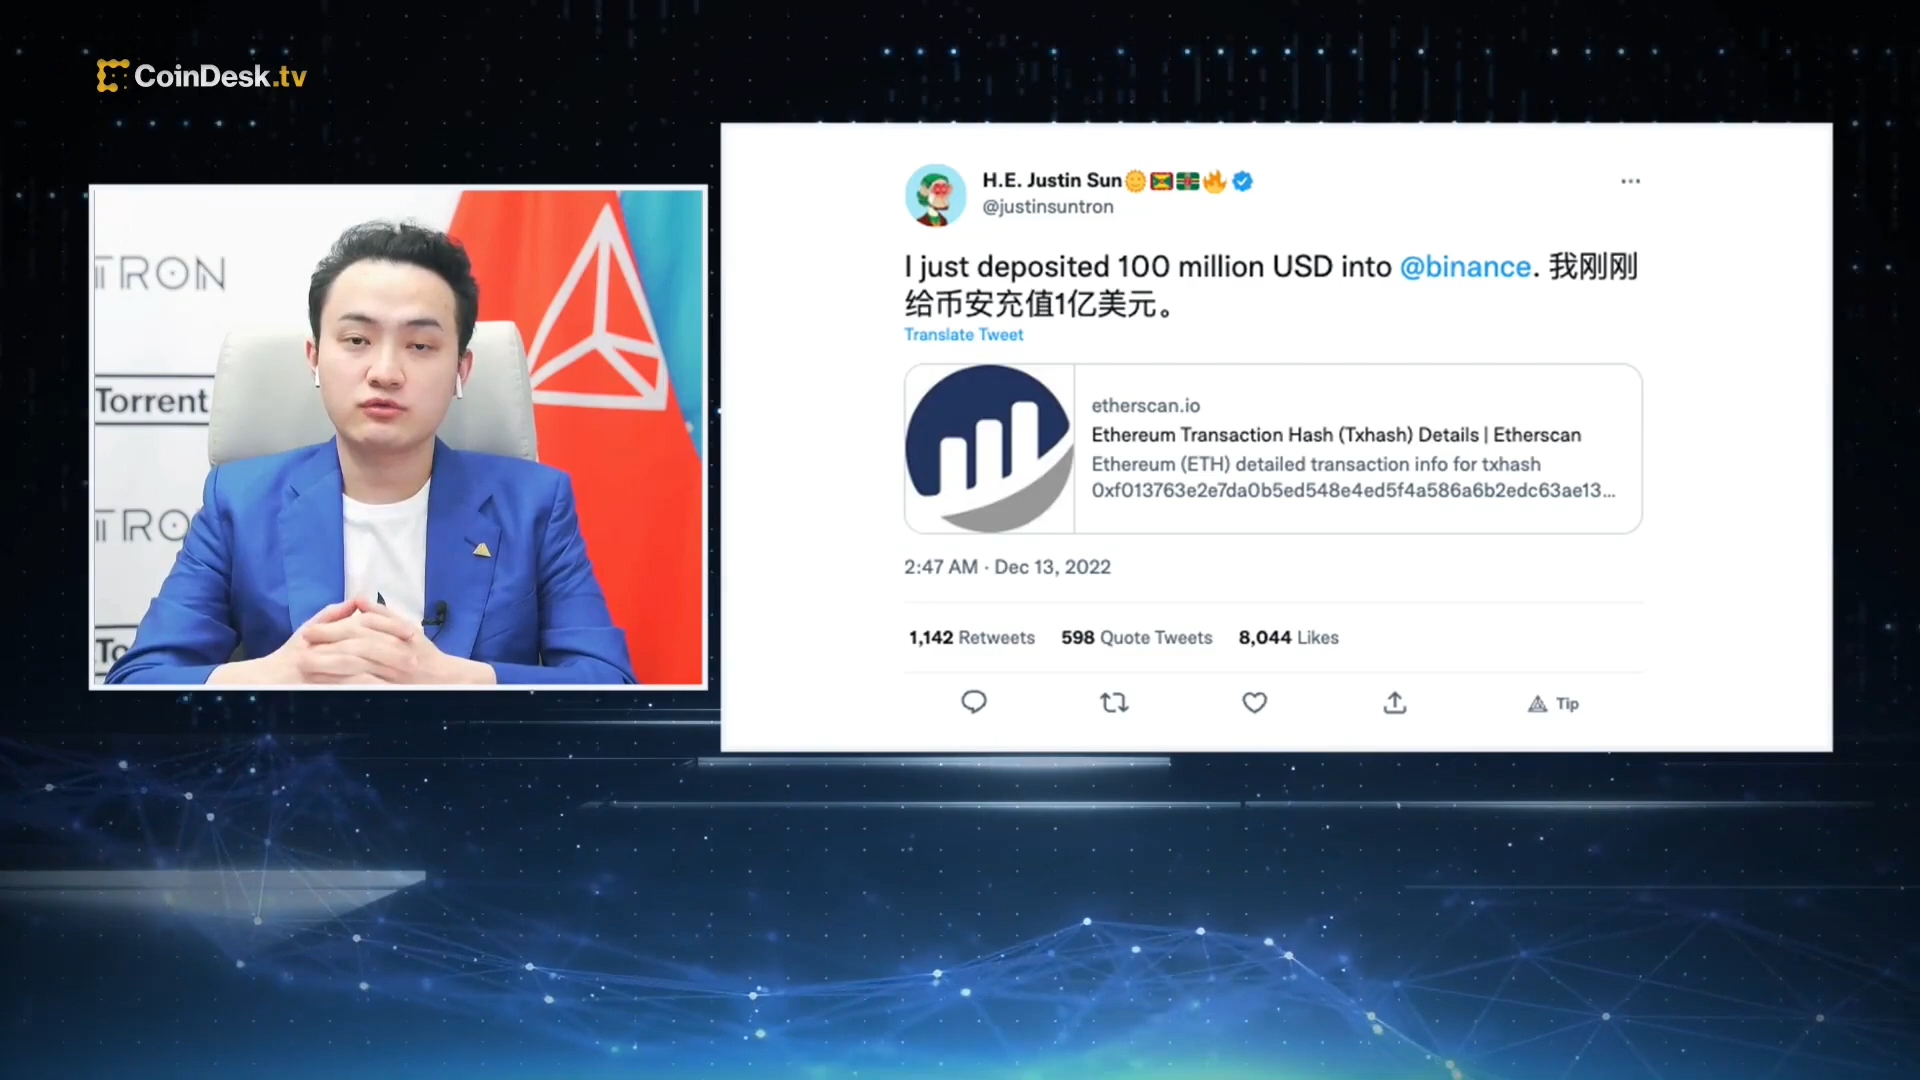 CoinDesk.tv
TRON
Torrent
TRON
To
H.E. Justin Sun
@justinsuntron
I just deposited 100 million USD into @binance. 我刚刚
给币安充值1亿美元。
Translate Tweet
etherscan.io
Ethereum Transaction Hash (Txhash) Details | Etherscan
Ethereum (ETH) detailed transaction info for txhash
0xf013763e2e7da0b5ed548e4ed5f4a586a6b2edc63ae13...
2:47 AM · Dec 13, 2022
1,142 Retweets 598 Quote Tweets 8,044 Likes
Tip